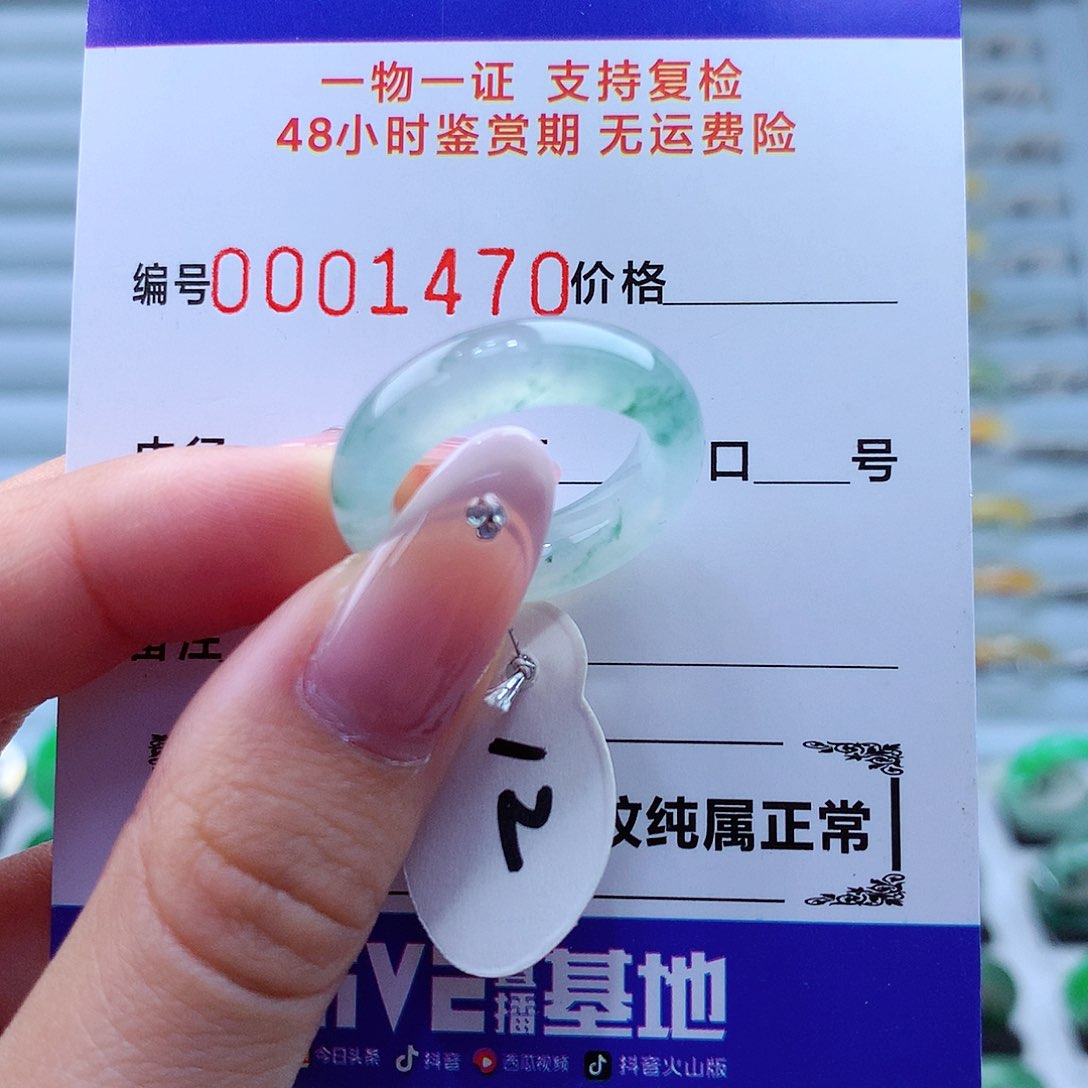 一物一证 支持复检
48小时鉴赏期 无运费险
编号0001470价格
口 号
12
纹纯属正常
基地
今日头条 抖音 西瓜视频 抖音火山版